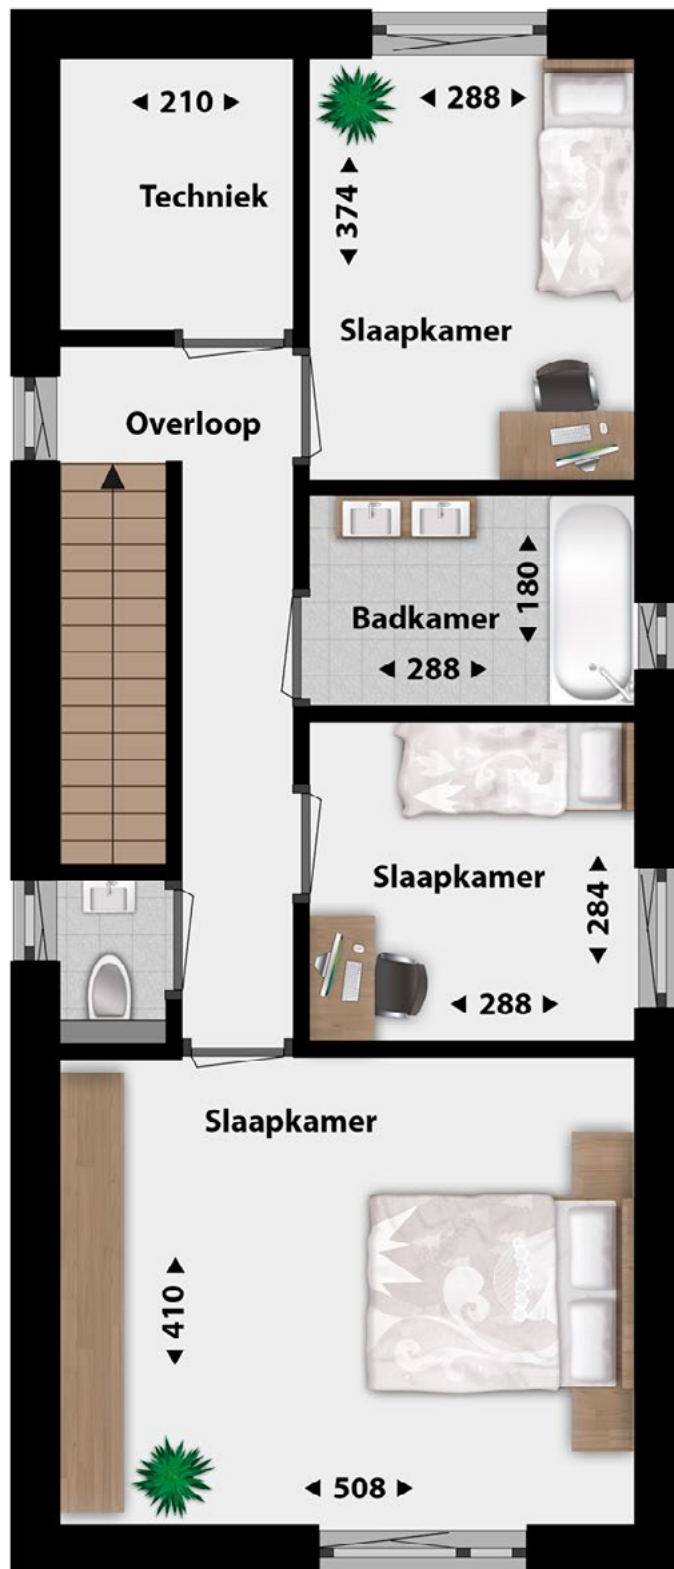 ◄ 210 ►
Techniek
◄ 288 ►
◄ 374 ►
Slaapkamer
Overloop
◄ 180 ►
Badkamer
◄ 288 ►
Slaapkamer
◄ 284 ►
◄ 288 ►
Slaapkamer
◄ 410 ►
◄ 508 ►